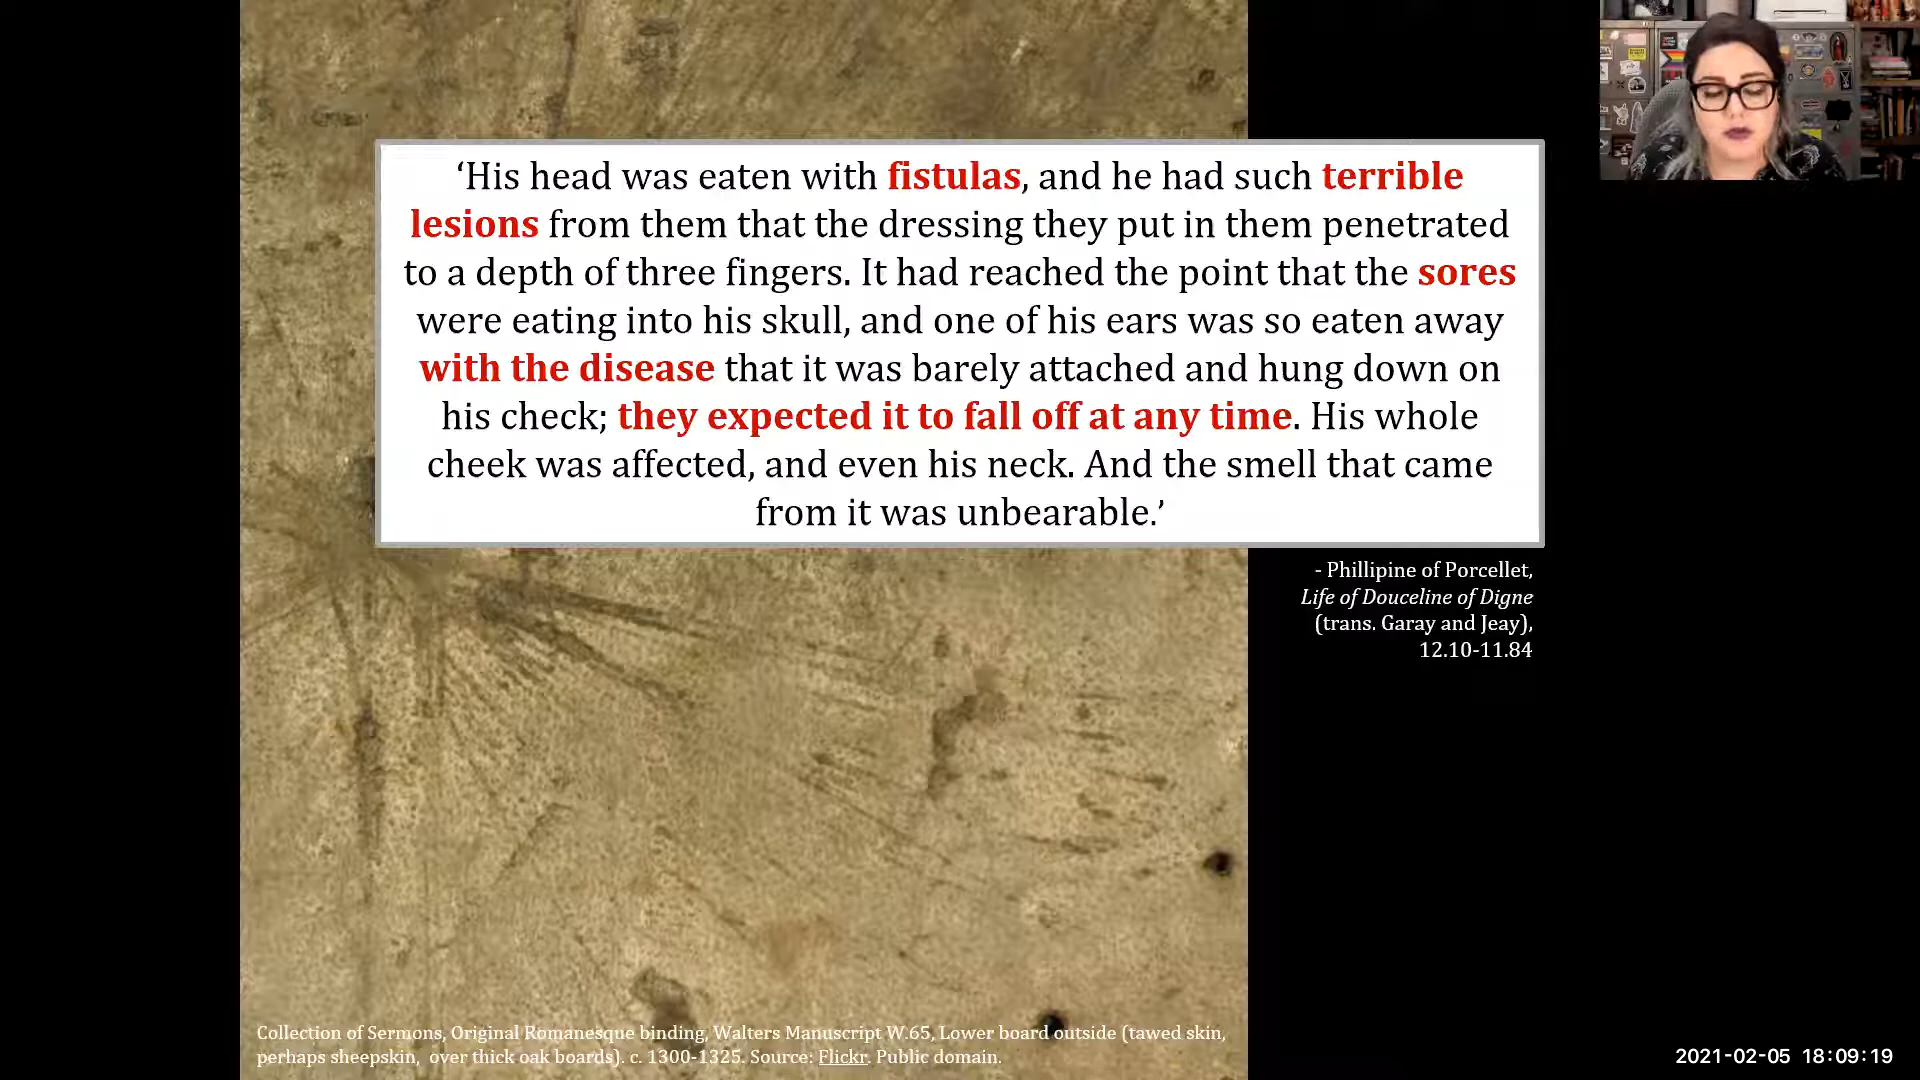 ‘His head was eaten with fistulas, and he had such terrible
lesions from them that the dressing they put in them penetrated
to a depth of three fingers. It had reached the point that the sores
were eating into his skull, and one of his ears was so eaten away
with the disease that it was barely attached and hung down on
his check; they expected it to fall off at any time. His whole
cheek was affected, and even his neck. And the smell that came
from it was unbearable.’
- Phillipine of Porcellet,
Life of Douceline of Digne
(trans. Garay and Jeay),
12.10-11.84
Collection of Sermons, Original Romanesque binding, Walters Manuscript W.65, Lower board outside (tawed skin,
perhaps sheepskin, over thick oak boards). c. 1300-1325. Source: Flickr. Public domain.
2021-02-05 18:09:19